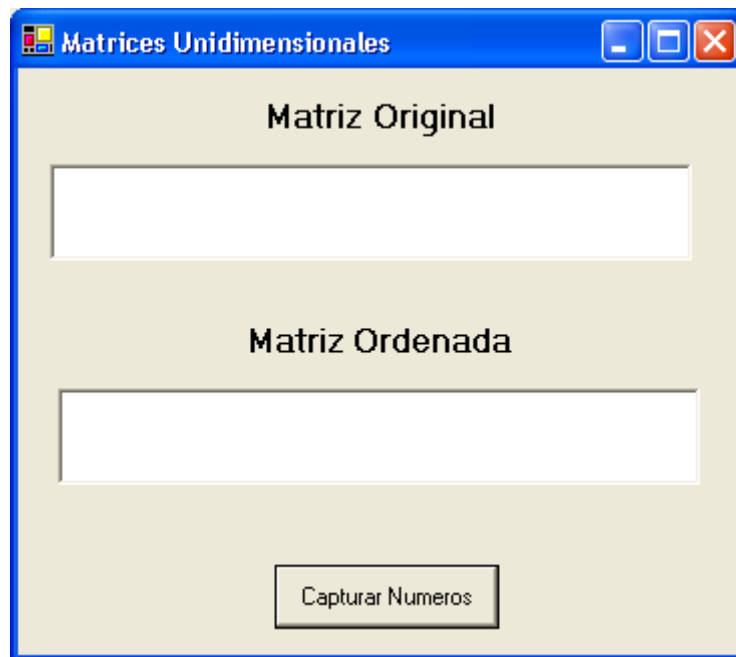 Matrices Unidimensionales
Matriz Original
Matriz Ordenada
Capturar Numeros